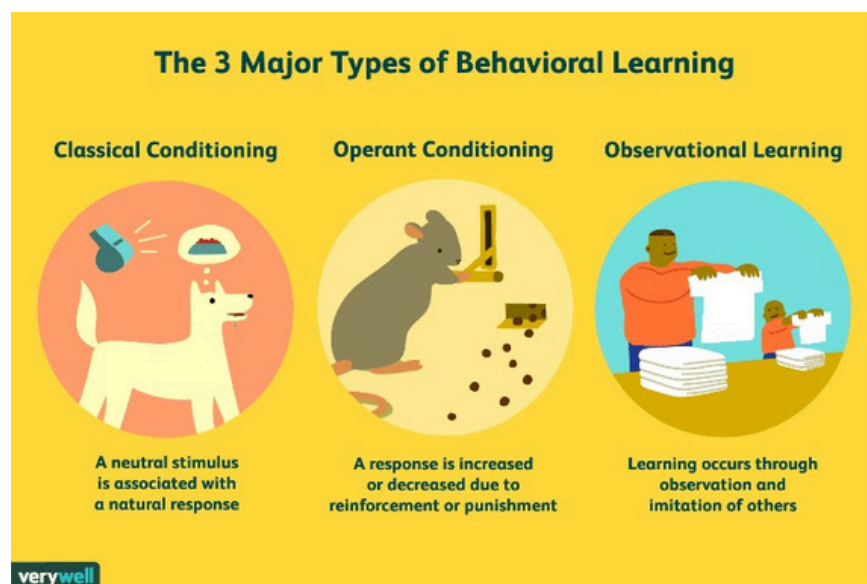 The 3 Major Types of Behavioral Learning
Classical Conditioning
A neutral stimulus
is associated with
a natural response
Operant Conditioning
A response is increased
or decreased due to
reinforcement or punishment
Observational Learning
Learning occurs through
observation and
imitation of others
verywell